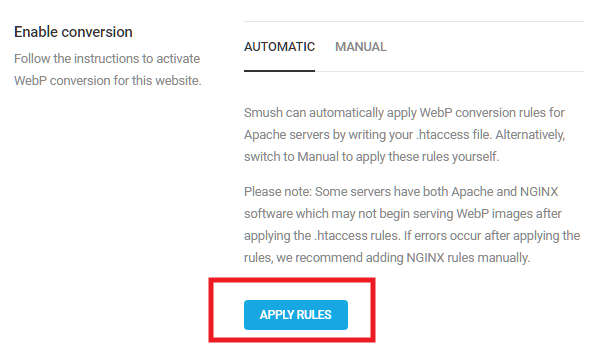 Enable conversion
Follow the instructions to activate
WebP conversion for this website.
AUTOMATIC MANUAL
Smush can automatically apply WebP conversion rules for
Apache servers by writing your .htaccess file. Alternatively,
switch to Manual to apply these rules yourself.
Please note: Some servers have both Apache and NGINX
software which may not begin serving WebP images after
applying the .htaccess rules. If errors occur after applying the
rules, we recommend adding NGINX rules manually.
APPLY RULES